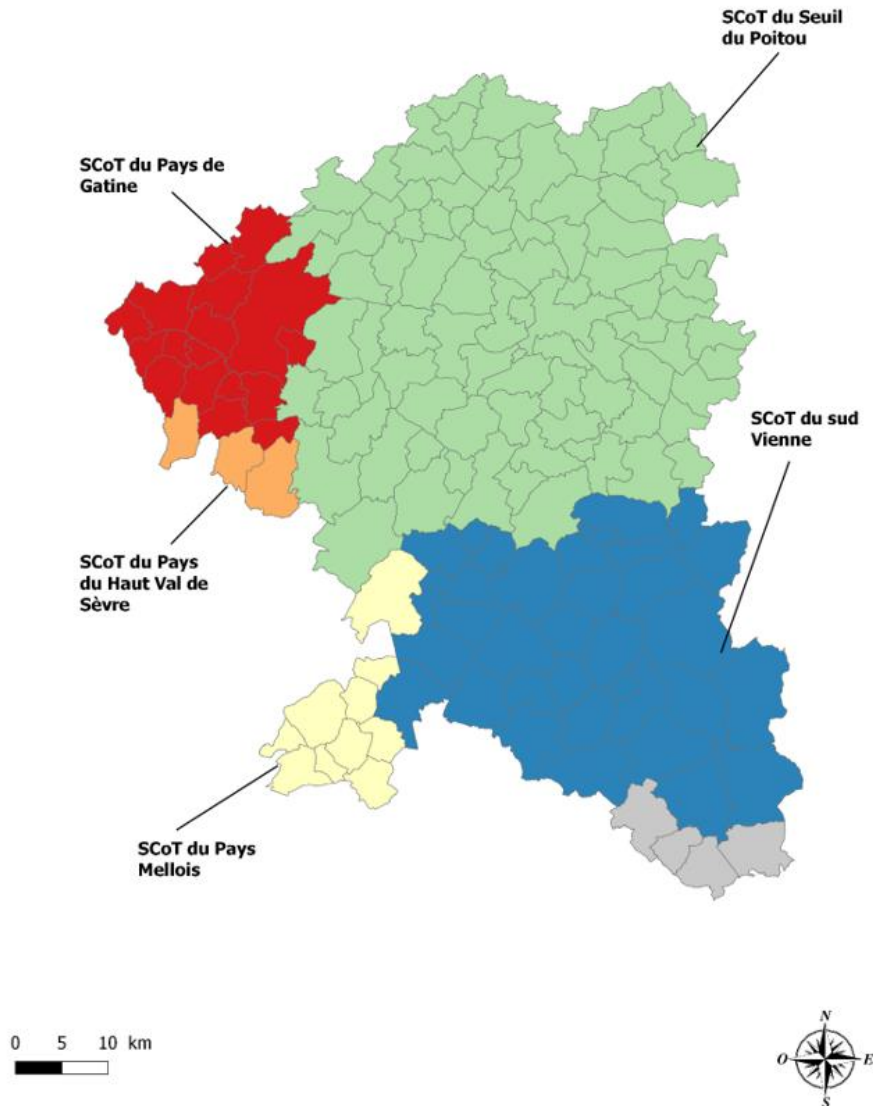 SCoT du Seuil
du Poitou
SCoT du Pays de
Gatine
SCoT du sud
Vienne
SCoT du Pays
du Haut Val de
Sèvre
SCoT du Pays
Mellois
0 5 10 km
N
O E
S